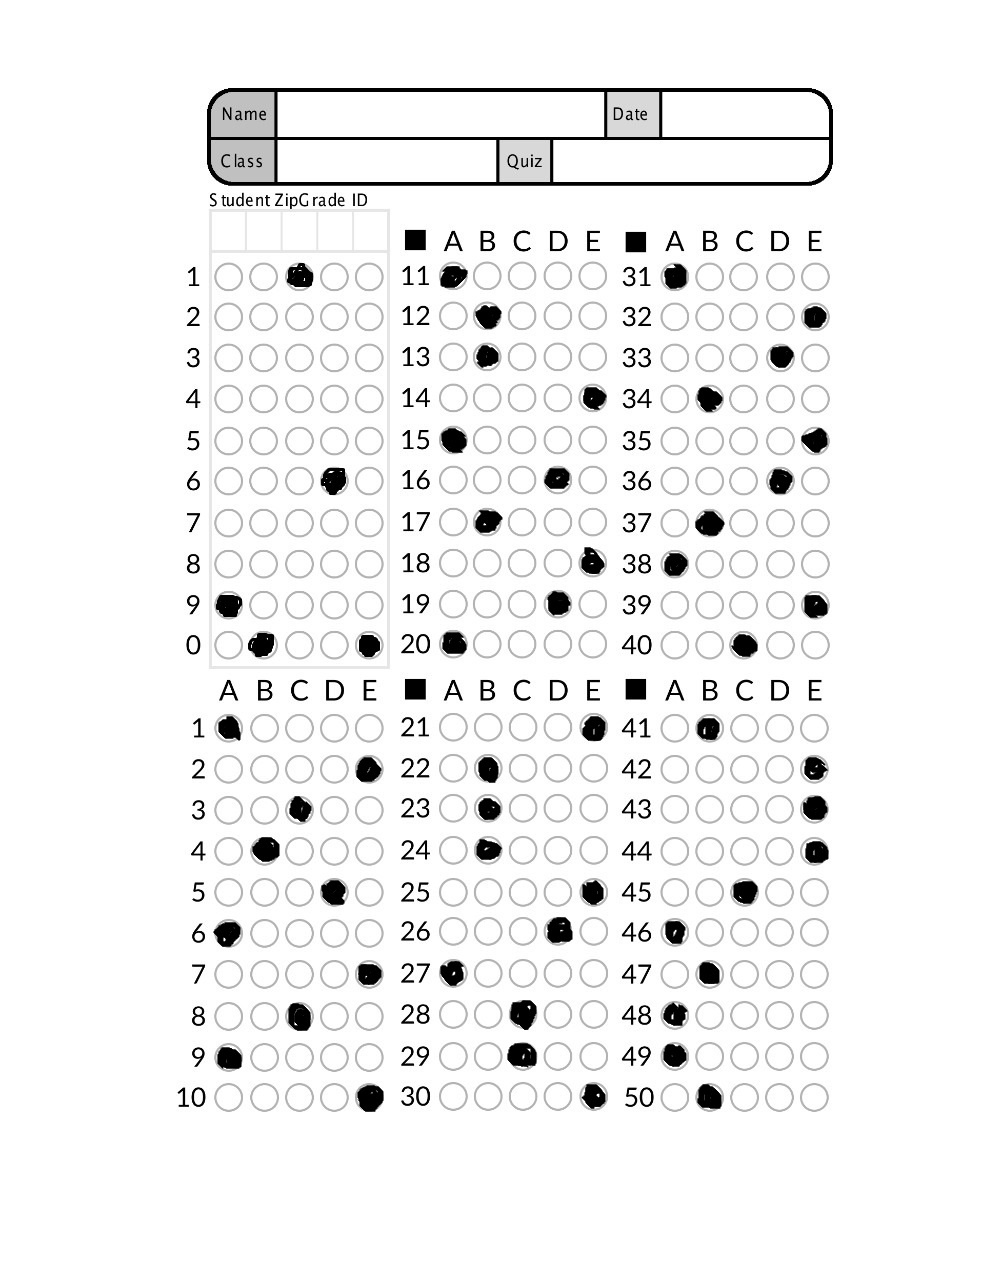 Name Date
Class Quiz
Student ZipGrade ID
A B C D E A B C D E
1 11 31
2 12 32
3 13 33
4 14 34
5 15 35
6 16 36
7 17 37
8 18 38
9 19 39
0 20 40
A B C D E A B C D E A B C D E
1 21 41
2 22 42
3 23 43
4 24 44
5 25 45
6 26 46
7 27 47
8 28 48
9 29 49
10 30 50